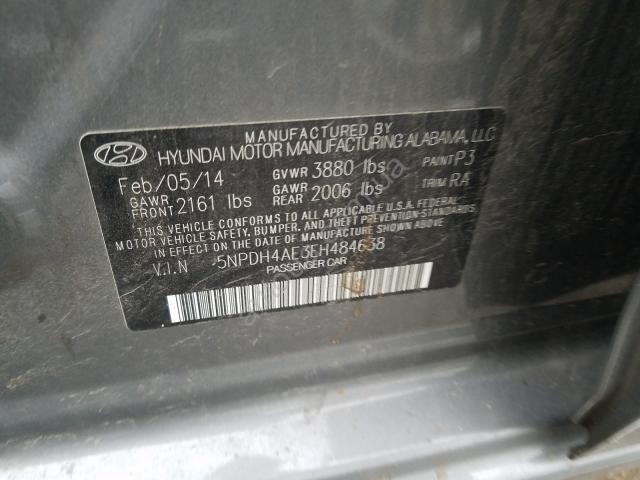 MANUFACTURED BY
HYUNDAI MOTOR MANUFACTURING ALABAMA, LLC
Feb/05/14 GVWR 3880 lbs PAINT P3
GAWR FRONT 2161 lbs GAWR REAR 2006 lbs TRIM RA
THIS VEHICLE CONFORMS TO ALL APPLICABLE U.S.A. FEDERAL
MOTOR VEHICLE SAFETY, BUMPER, AND THEFT PREVENTION STANDARDS
IN EFFECT ON THE DATE OF MANUFACTURE SHOWN ABOVE.
V.I.N 5NPDH4AE3EH484638
PASSENGER CAR